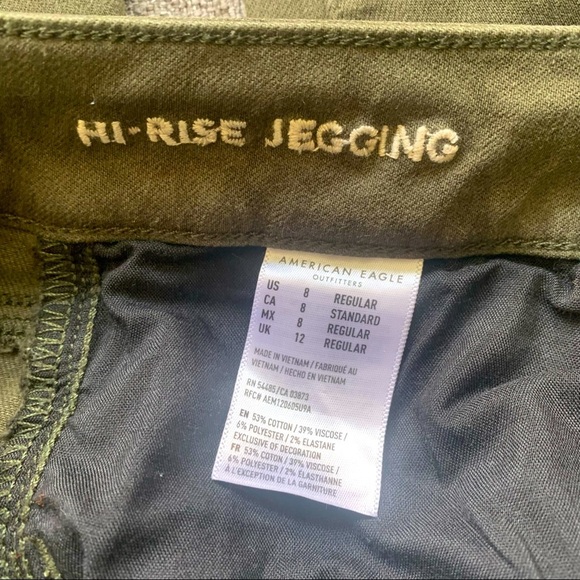 HI-RISE JEGGING
AMERICAN EAGLE
OUTFITTERS
US 8 REGULAR
CA 8 STANDARD
MX 8 REGULAR
UK 12 REGULAR
MADE IN VIETNAM / FABRIQUÉ AU
VIETNAM / HECHO EN VIETNAM
RN 54485/CA 03873
RFC# AEM120605U9A
EN 53% COTTON / 39% VISCOSE /
6% POLYESTER / 2% ELASTANE
EXCLUSIVE OF DECORATION
FR 53% COTON / 39% VISCOSE /
6% POLYESTER / 2% ÉLASTHANNE
À L'EXCEPTION DE LA GARNITURE